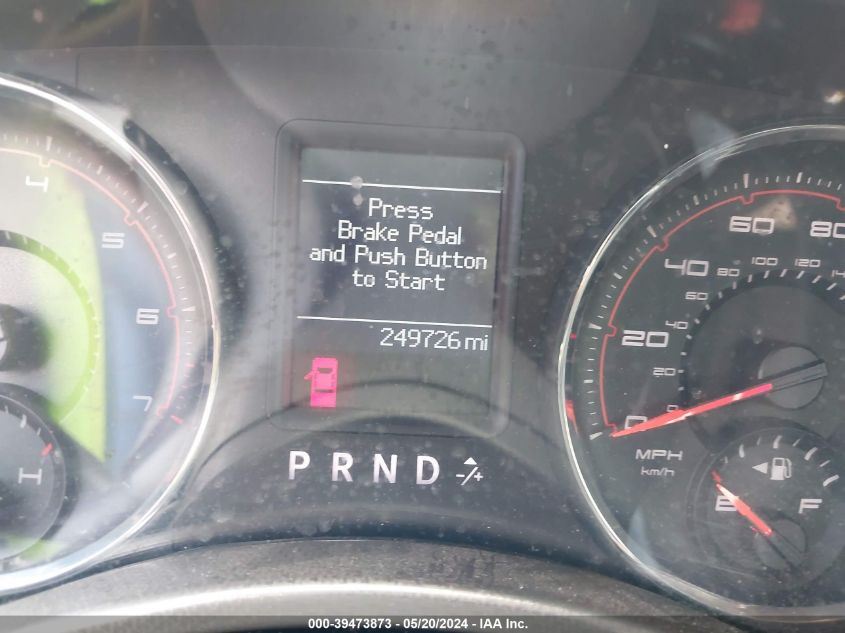 Press
Brake Pedal
and Push Button
to Start
249726 mi
P R N D -/+
4
5
6
7
H
0
20
40
60
80
0
20
40
60
80
100
120
MPH
km/h
E
F
000-39473873 - 05/20/2024 - IAA Inc.